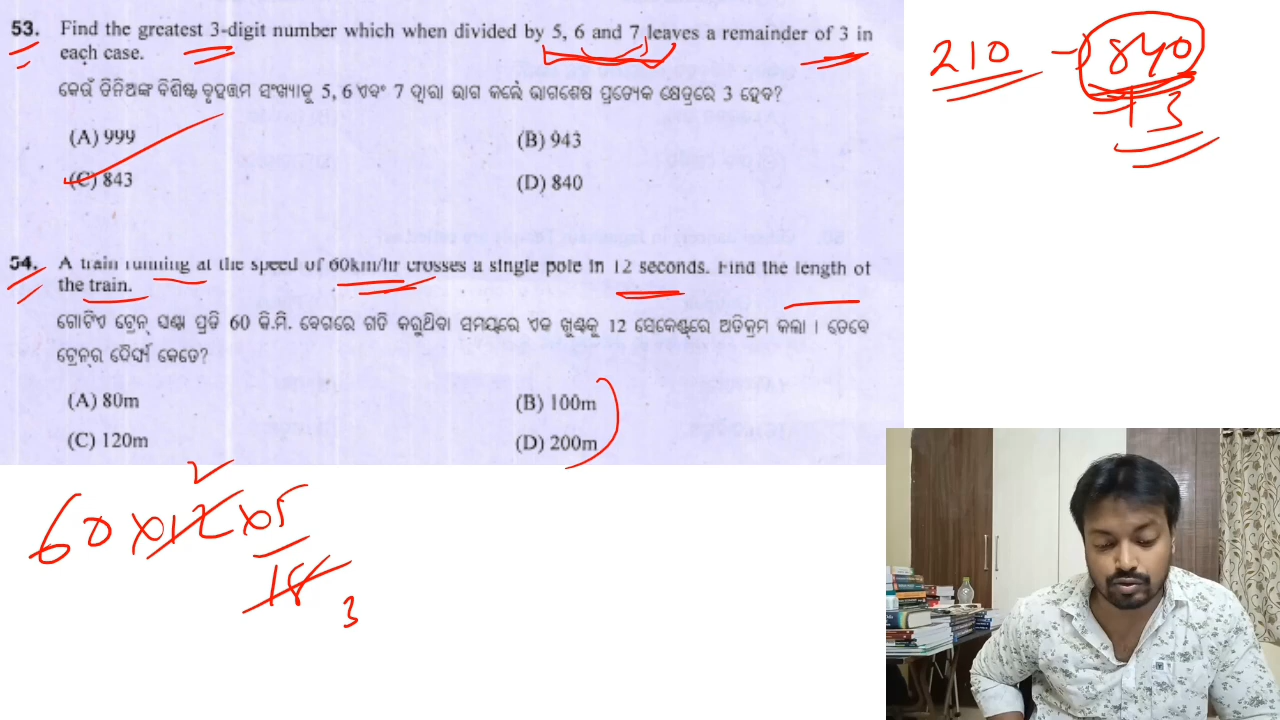 53. Find the greatest 3-digit number which when divided by 5, 6 and 7 leaves a remainder of 3 in
each case.
କେଉଁ ତିନିଅଙ୍କ ବିଶିଷ୍ଟ ବୃହତ୍ତମ ସଂଖ୍ୟାକୁ 5, 6 ଏବଂ 7 ଦ୍ୱାରା ଭାଗ କଲେ ଭାଗଶେଷ ପ୍ରତ୍ୟେକ କ୍ଷେତ୍ରରେ 3 ହେବ?
(A) 999
(B) 943
(C) 843
(D) 840
210 → 840
+ 3
54. A train running at the speed of 60km/hr crosses a single pole in 12 seconds. Find the length of
the train.
ଗୋଟିଏ ଟ୍ରେନ୍ ଘଣ୍ଟା ପ୍ରତି 60 କି.ମି. ବେଗରେ ଗତି କରୁଥିବା ସମୟରେ ଏକ ଖୁଣ୍ଟକୁ 12 ସେକେଣ୍ଡରେ ଅତିକ୍ରମ କଲା । ତେବେ
ଟ୍ରେନ୍‌ର ଦୈର୍ଘ୍ୟ କେତେ?
(A) 80m
(B) 100m
(C) 120m
(D) 200m
2
60 x 12 x 5
18 3